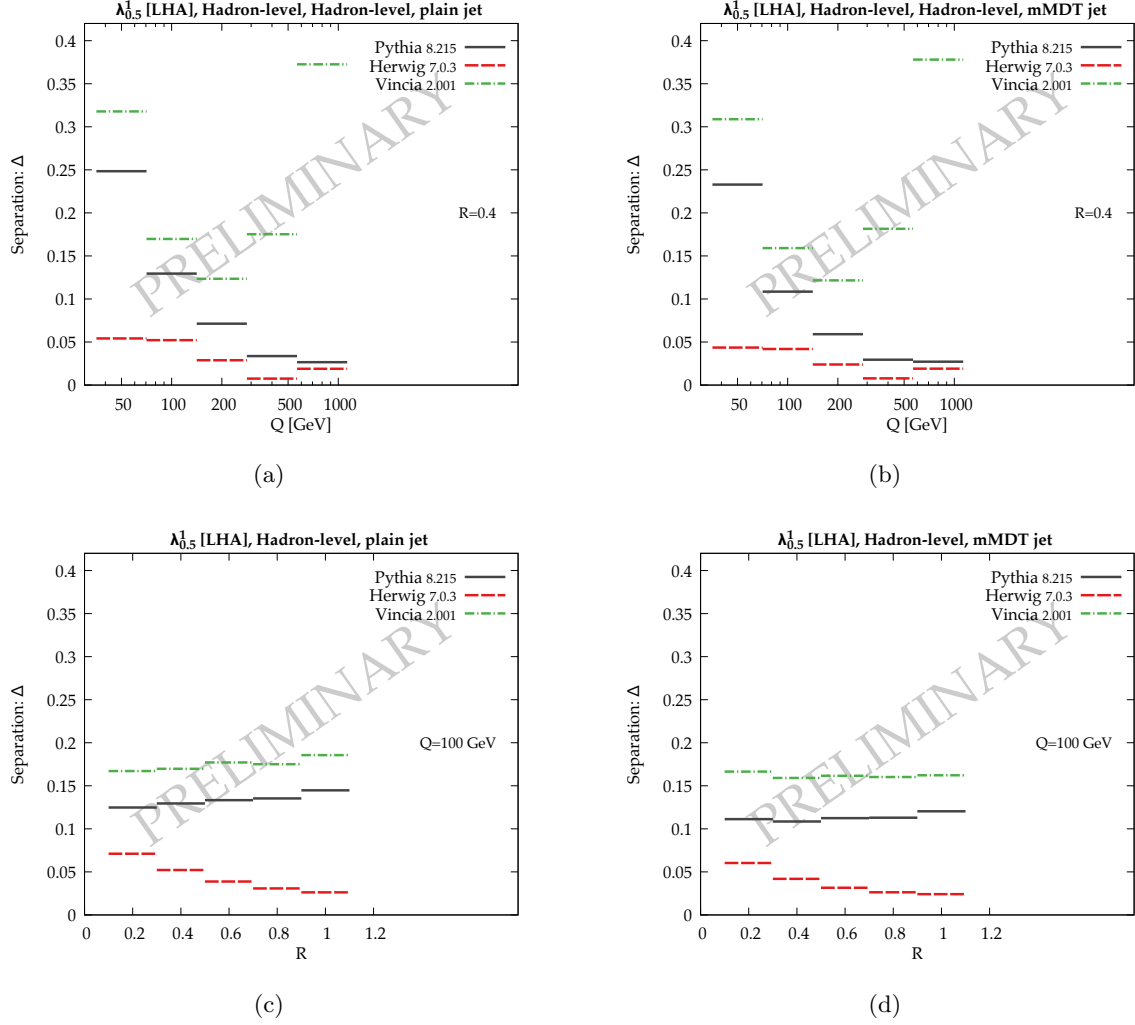 λ¹₀.₅ [LHA], Hadron-level, Hadron-level, plain jet
Pythia 8.215
Herwig 7.0.3
Vincia 2.001
0.4
0.35
0.3
0.25
0.2
0.15
0.1
0.05
0
Separation: Δ
R=0.4
PRELIMINARY
50 100 200 500 1000
Q [GeV]
(a)
λ¹₀.₅ [LHA], Hadron-level, Hadron-level, mMDT jet
Pythia 8.215
Herwig 7.0.3
Vincia 2.001
0.4
0.35
0.3
0.25
0.2
0.15
0.1
0.05
0
Separation: Δ
R=0.4
PRELIMINARY
50 100 200 500 1000
Q [GeV]
(b)
λ¹₀.₅ [LHA], Hadron-level, plain jet
Pythia 8.215
Herwig 7.0.3
Vincia 2.001
0.4
0.35
0.3
0.25
0.2
0.15
0.1
0.05
0
Separation: Δ
Q=100 GeV
PRELIMINARY
0 0.2 0.4 0.6 0.8 1 1.2
R
(c)
λ¹₀.₅ [LHA], Hadron-level, mMDT jet
Pythia 8.215
Herwig 7.0.3
Vincia 2.001
0.4
0.35
0.3
0.25
0.2
0.15
0.1
0.05
0
Separation: Δ
Q=100 GeV
PRELIMINARY
0 0.2 0.4 0.6 0.8 1 1.2
R
(d)